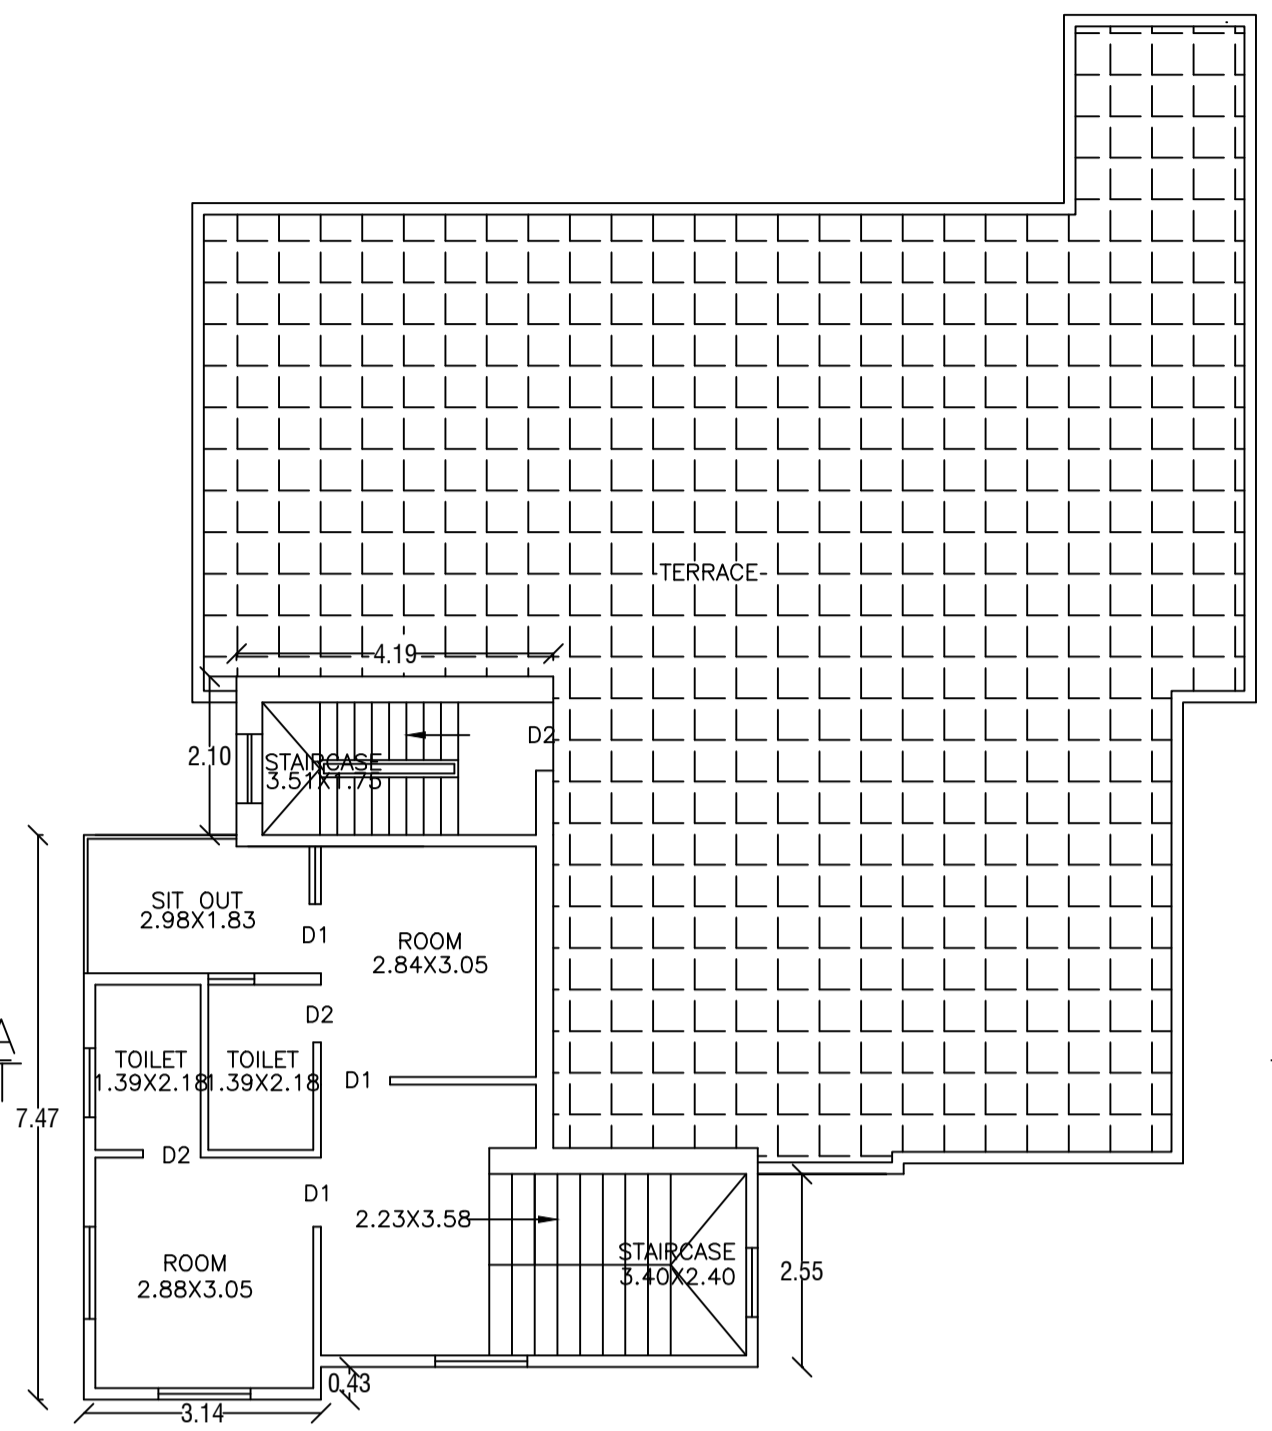 TERRACE
4.19
D2
2.10
STAIRCASE
3.51X1.75
SIT OUT
2.98X1.83
D1
ROOM
2.84X3.05
D2
A
TOILET
1.39X2.18
TOILET
1.39X2.18
D1
T
7.47
D2
D1
2.23X3.58
STAIRCASE
3.40X2.40
2.55
ROOM
2.88X3.05
0.43
3.14